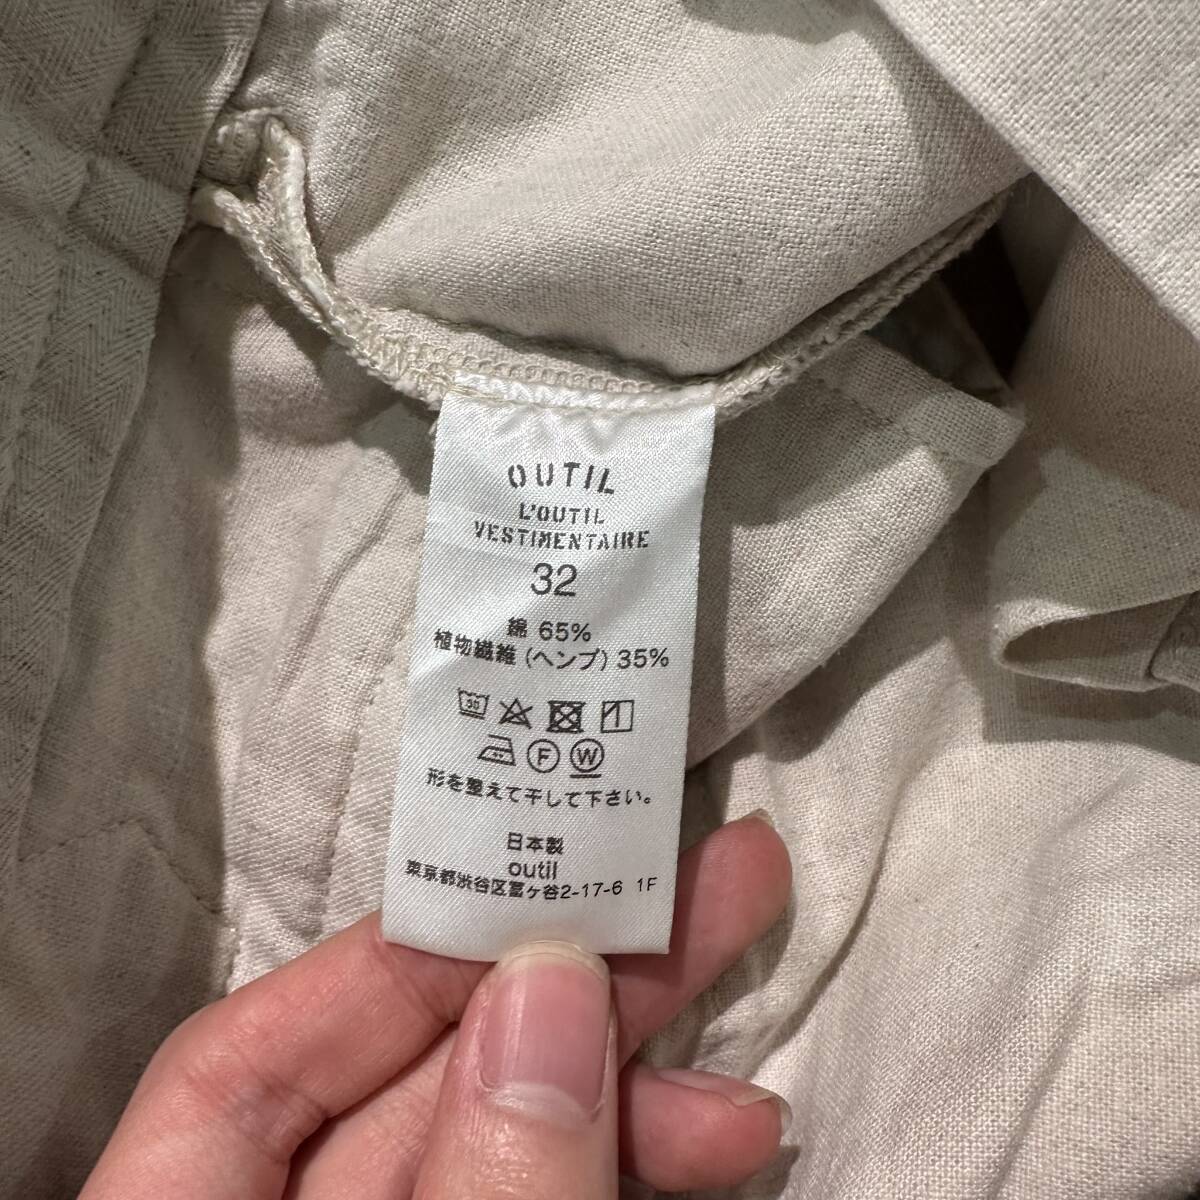 OUTIL
L'OUTIL
VESTIMENTAIRE
32
綿 65%
植物繊維 (ヘンプ) 35%
30
F W
形を整えて干して下さい。
日本製
outil
東京都渋谷区富ヶ谷2-17-6 1F